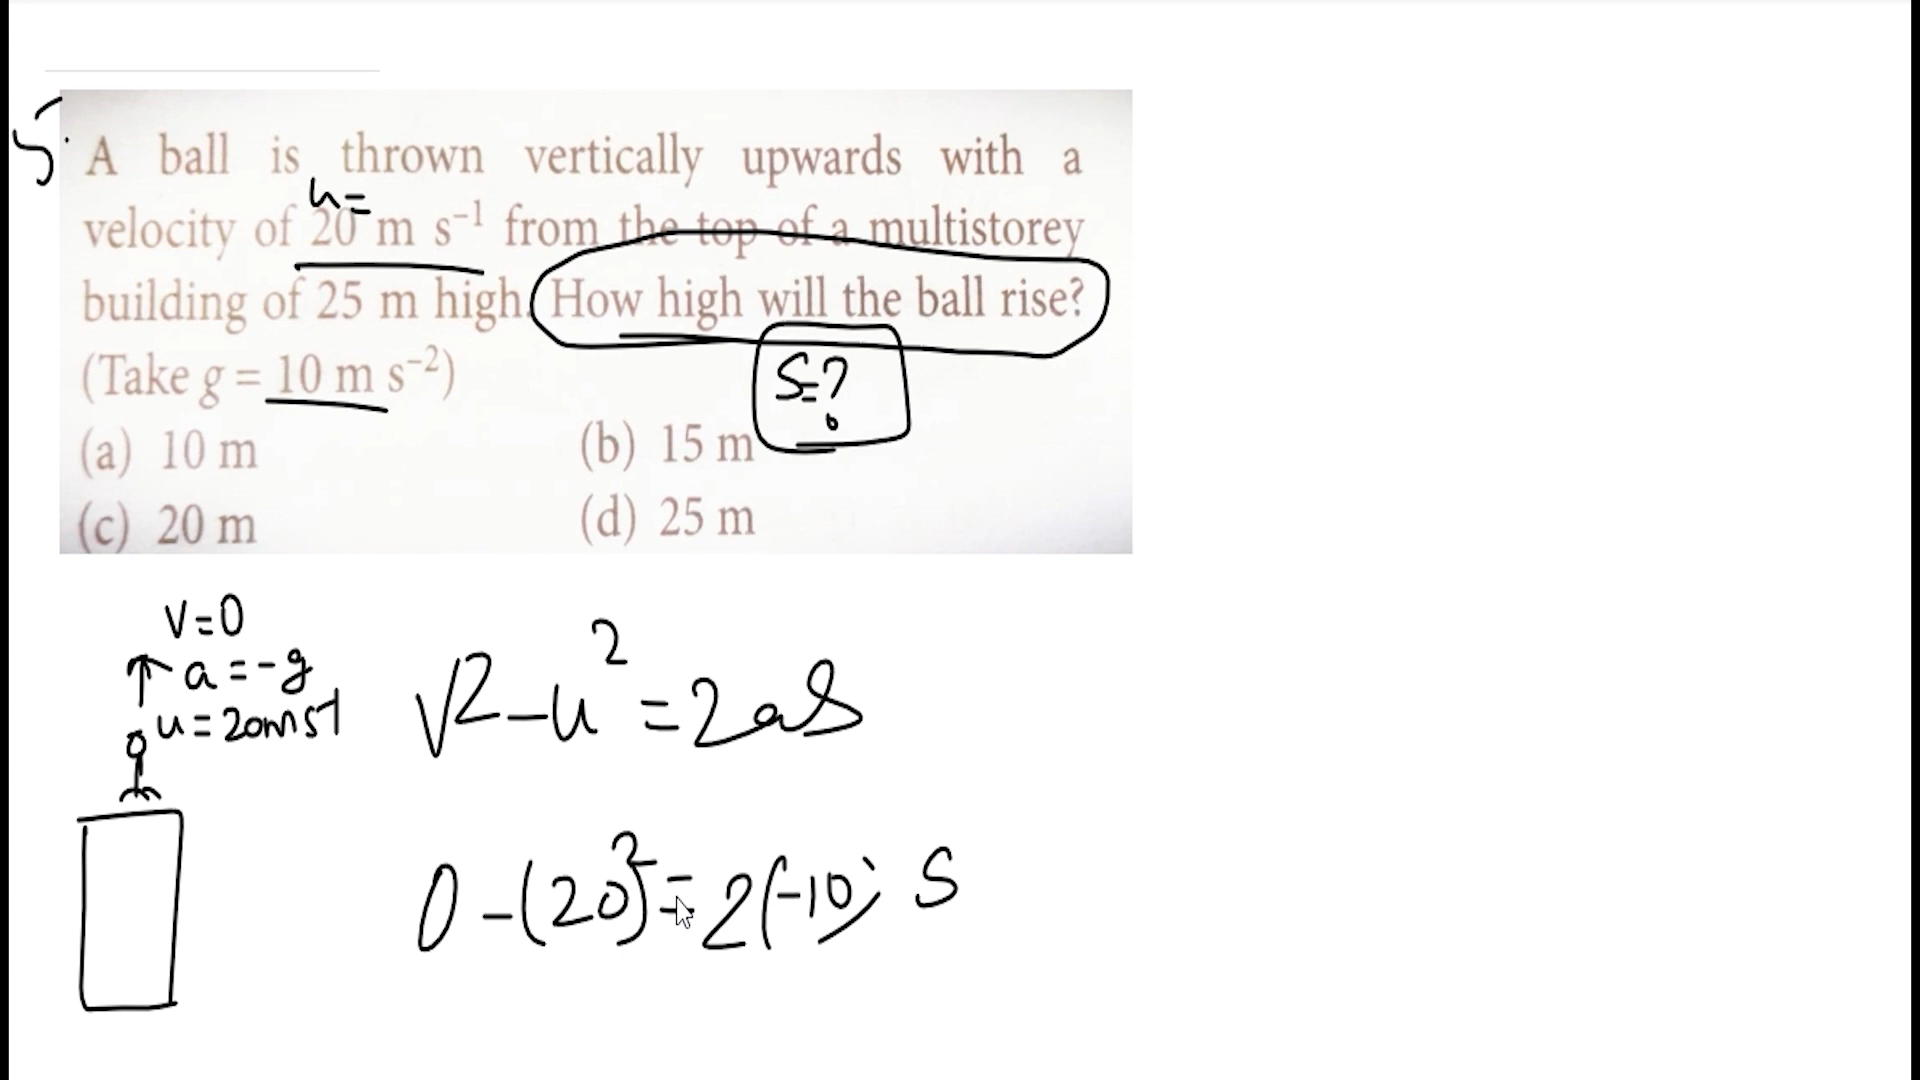 5.
A ball is thrown vertically upwards with a
u=
velocity of 20 m s⁻¹ from the top of a multistorey
building of 25 m high. How high will the ball rise?
(Take g = 10 m s⁻²)
S=?
(a) 10 m (b) 15 m
(c) 20 m (d) 25 m
V=0
a=-g
u=20ms-1
V²-u²=2aS
0-(20)²=2(-10) S